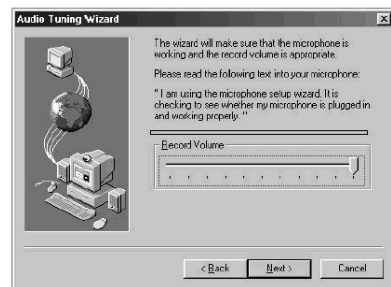 Audio Tuning Wizard
The wizard will make sure that the microphone is
working and the record volume is appropriate.
Please read the following text into your microphone:
" I am using the microphone setup wizard. It is
checking to see whether my microphone is plugged in
and working properly. "
Record Volume
< Back
Next >
Cancel